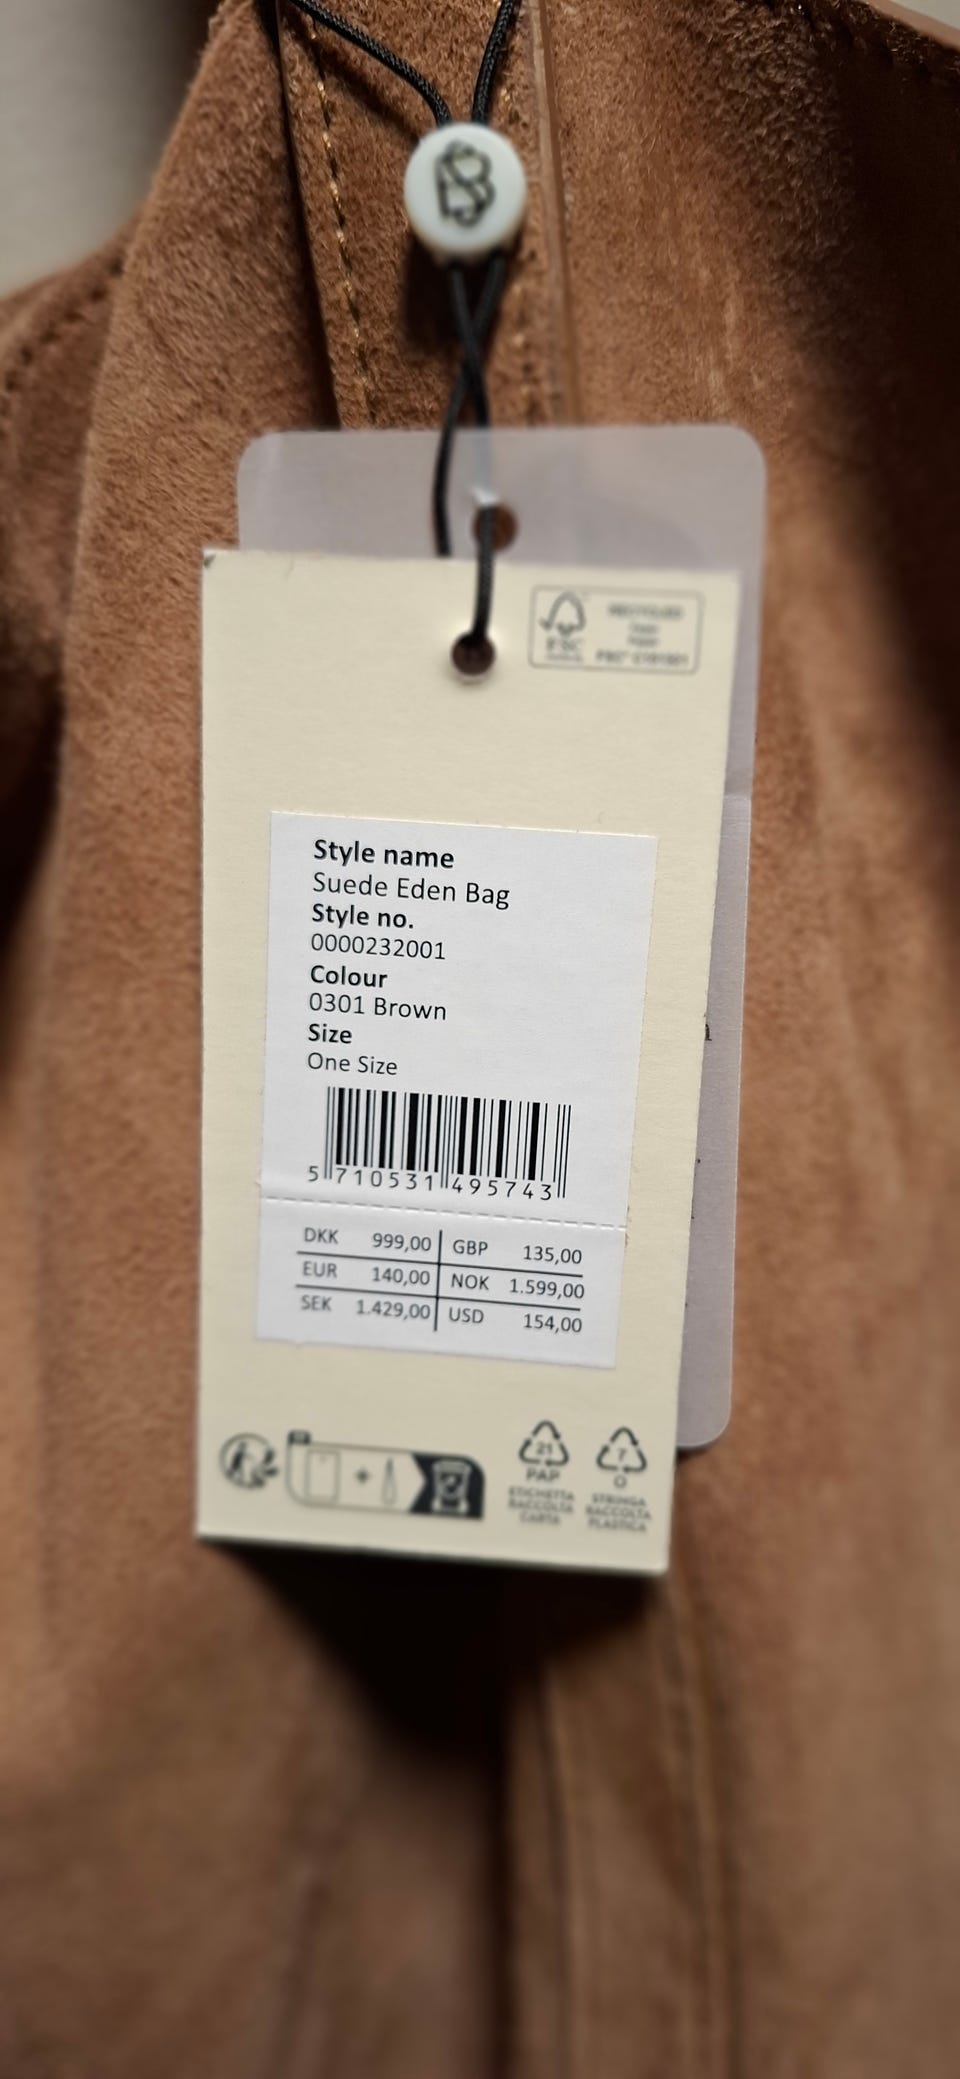 FSC
RECYCLED
Style name
Suede Eden Bag
Style no.
0000232001
Colour
0301 Brown
Size
One Size
5 710531 495743
DKK 999,00 GBP 135,00
EUR 140,00 NOK 1.599,00
SEK 1.429,00 USD 154,00
21 7
PAP O
ETICHETTA STRINGA
RACCOLTA RACCOLTA
CARTA PLASTICA